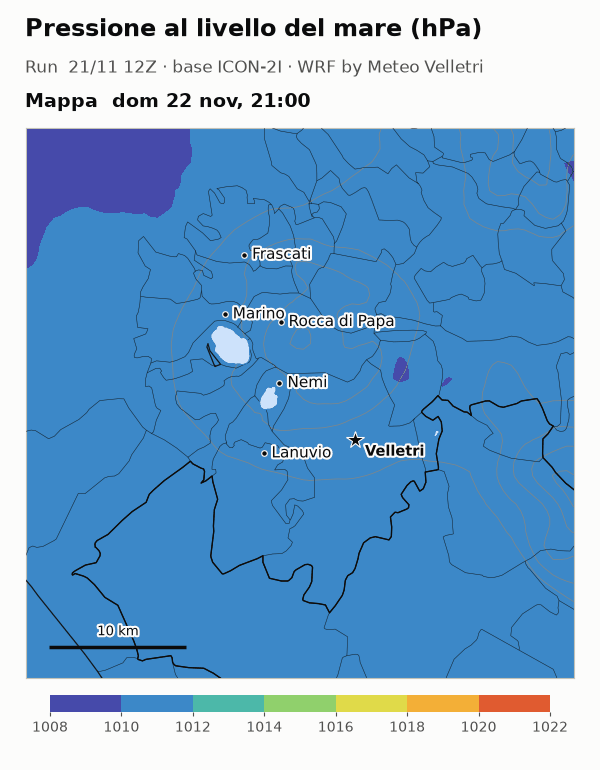 Pressione al livello del mare (hPa)
Run  21/11 12Z · base ICON-2I · WRF by Meteo Velletri
Mappa  dom 22 nov, 21:00
Frascati
Marino
Rocca di Papa
Nemi
Velletri
Lanuvio
10 km
1008 1010 1012 1014 1016 1018 1020 1022